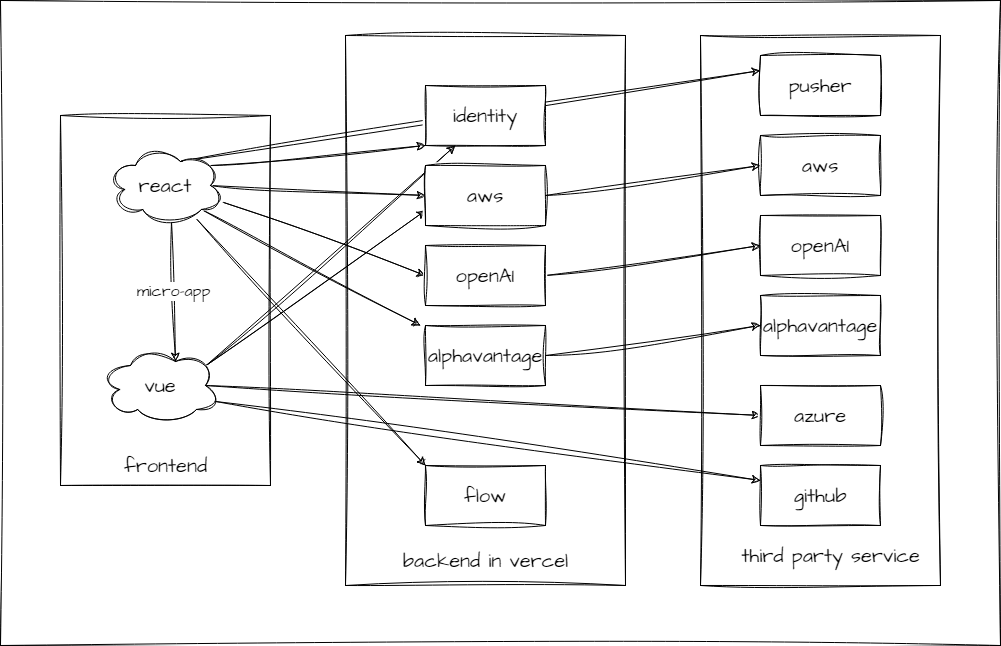 react
micro-app
vue
frontend
identity
aws
openAI
alphavantage
flow
backend in vercel
pusher
aws
openAI
alphavantage
azure
github
third party service